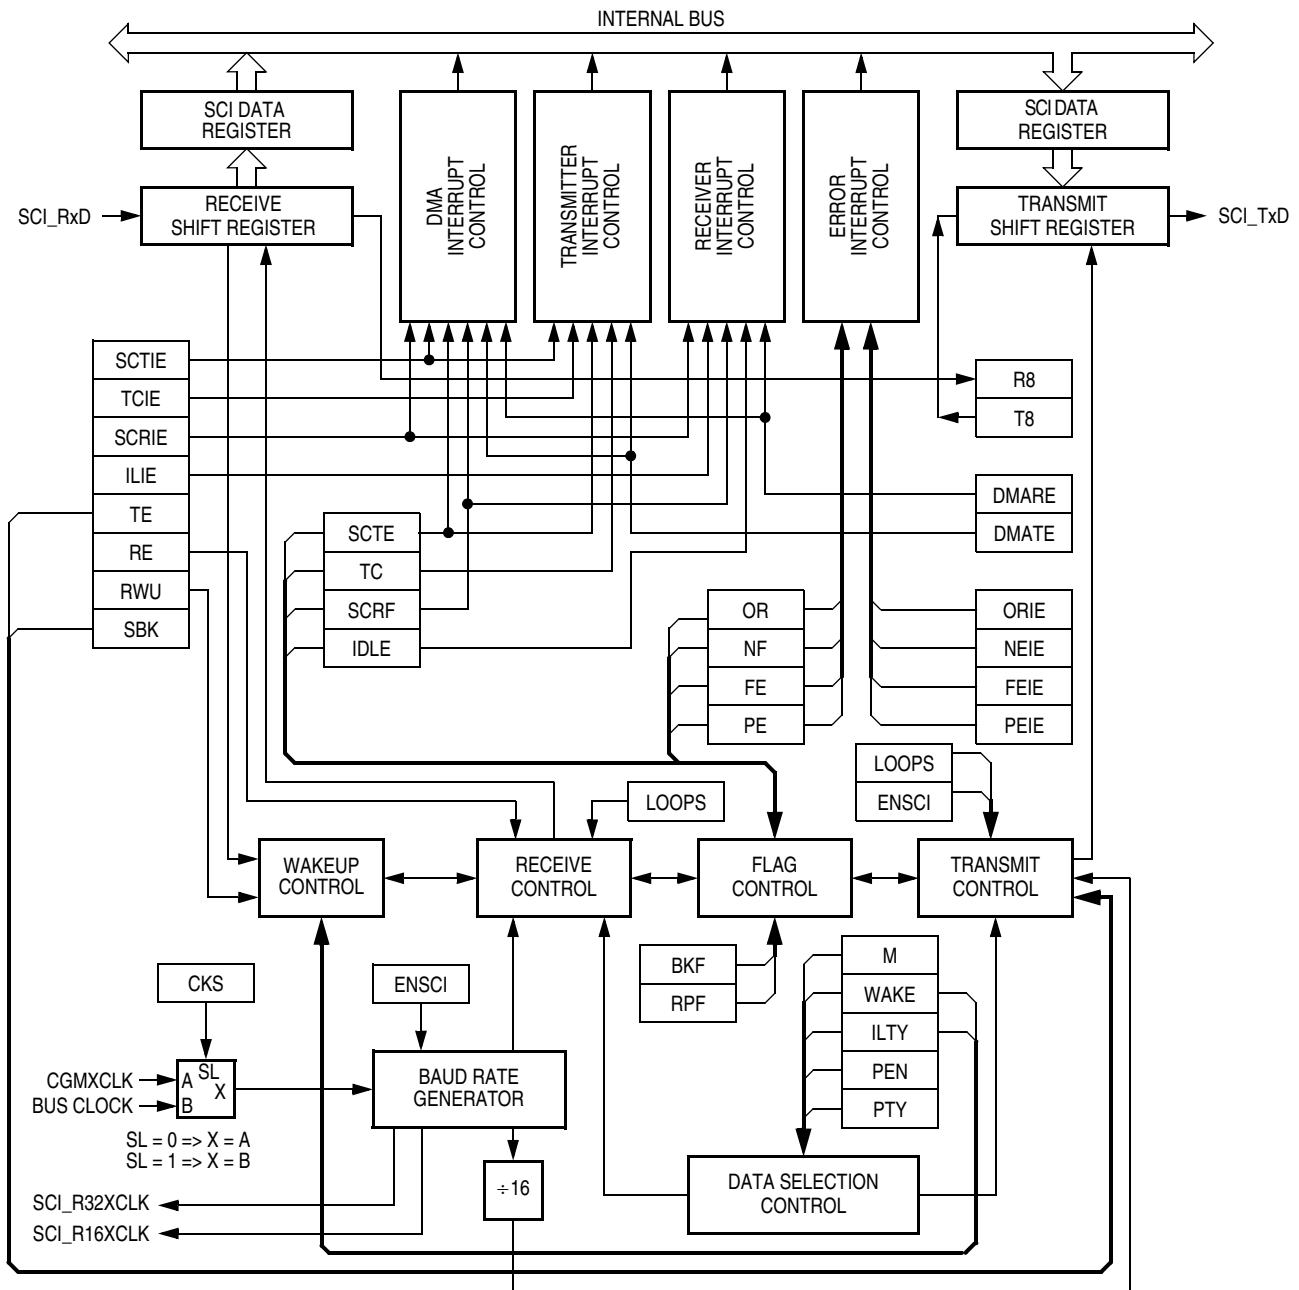 INTERNAL BUS
SCI DATA
REGISTER
DMA
INTERRUPT
CONTROL
TRANSMITTER
INTERRUPT
CONTROL
RECEIVER
INTERRUPT
CONTROL
ERROR
INTERRUPT
CONTROL
SCI DATA
REGISTER
SCI_RxD
RECEIVE
SHIFT REGISTER
TRANSMIT
SHIFT REGISTER
SCI_TxD
SCTIE
TCIE
SCRIE
ILIE
TE
RE
RWU
SBK
R8
T8
DMARE
DMATE
SCTE
TC
SCRF
IDLE
OR
NF
FE
PE
ORIE
NEIE
FEIE
PEIE
LOOPS
ENSCI
LOOPS
WAKEUP
CONTROL
RECEIVE
CONTROL
FLAG
CONTROL
TRANSMIT
CONTROL
BKF
RPF
M
WAKE
ILTY
PEN
PTY
CKS
ENSCI
CGMXCLK
BUS CLOCK
SL
A
X
B
SL = 0 => X = A
SL = 1 => X = B
BAUD RATE
GENERATOR
÷16
DATA SELECTION
CONTROL
SCI_R32XCLK
SCI_R16XCLK